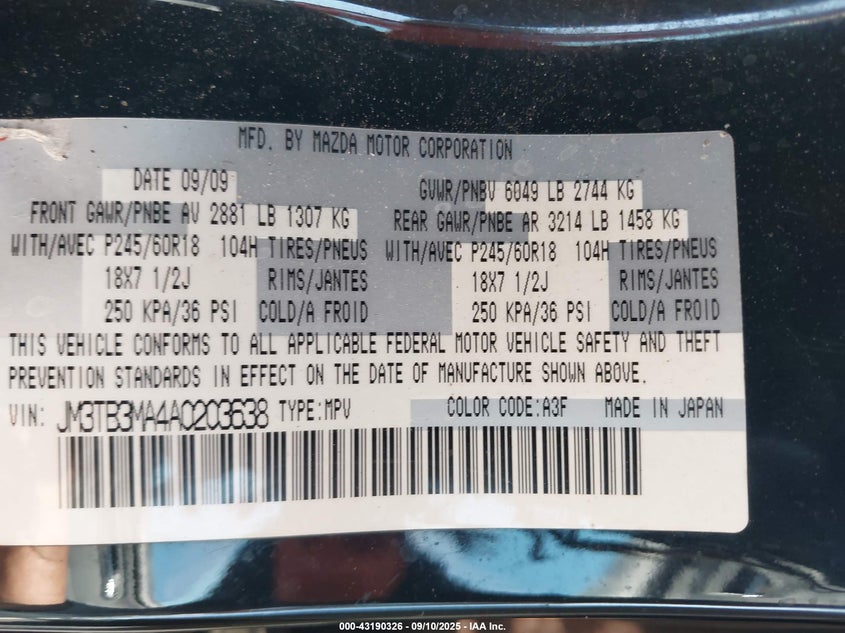 MFD. BY MAZDA MOTOR CORPORATION
DATE 09/09 GVWR/PNBV 6049 LB 2744 KG
FRONT GAWR/PNBE AV 2881 LB 1307 KG REAR GAWR/PNBE AR 3214 LB 1458 KG
WITH/AVEC P245/60R18 104H TIRES/PNEUS WITH/AVEC P245/60R18 104H TIRES/PNEUS
18X7 1/2J RIMS/JANTES 18X7 1/2J RIMS/JANTES
250 KPA/36 PSI COLD/A FROID 250 KPA/36 PSI COLD/A FROID
THIS VEHICLE CONFORMS TO ALL APPLICABLE FEDERAL MOTOR VEHICLE SAFETY AND THEFT
PREVENTION STANDARDS IN EFFECT ON THE DATE OF MANUFACTURE SHOWN ABOVE.
VIN: JM3TB3MA4A0203638 TYPE:MPV COLOR CODE:A3F MADE IN JAPAN
000-43190326 - 09/10/2025 - IAA Inc.